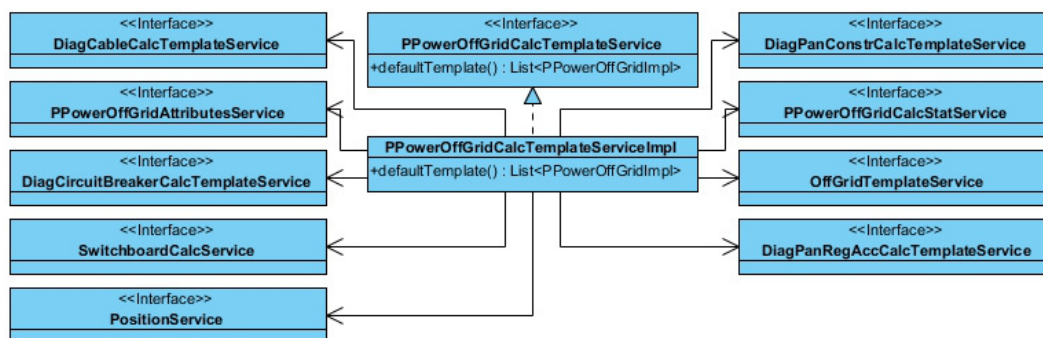 <<Interface>>
DiagCableCalcTemplateService
<<Interface>>
PPowerOffGridAttributesService
<<Interface>>
DiagCircuitBreakerCalcTemplateService
<<Interface>>
SwitchboardCalcService
<<Interface>>
PositionService
<<Interface>>
PPowerOffGridCalcTemplateService
+defaultTemplate() : List<PPowerOffGridImpl>
PPowerOffGridCalcTemplateServiceImpl
+defaultTemplate() : List<PPowerOffGridImpl>
<<Interface>>
DiagPanConstrCalcTemplateService
<<Interface>>
PPowerOffGridCalcStatService
<<Interface>>
OffGridTemplateService
<<Interface>>
DiagPanRegAccCalcTemplateService